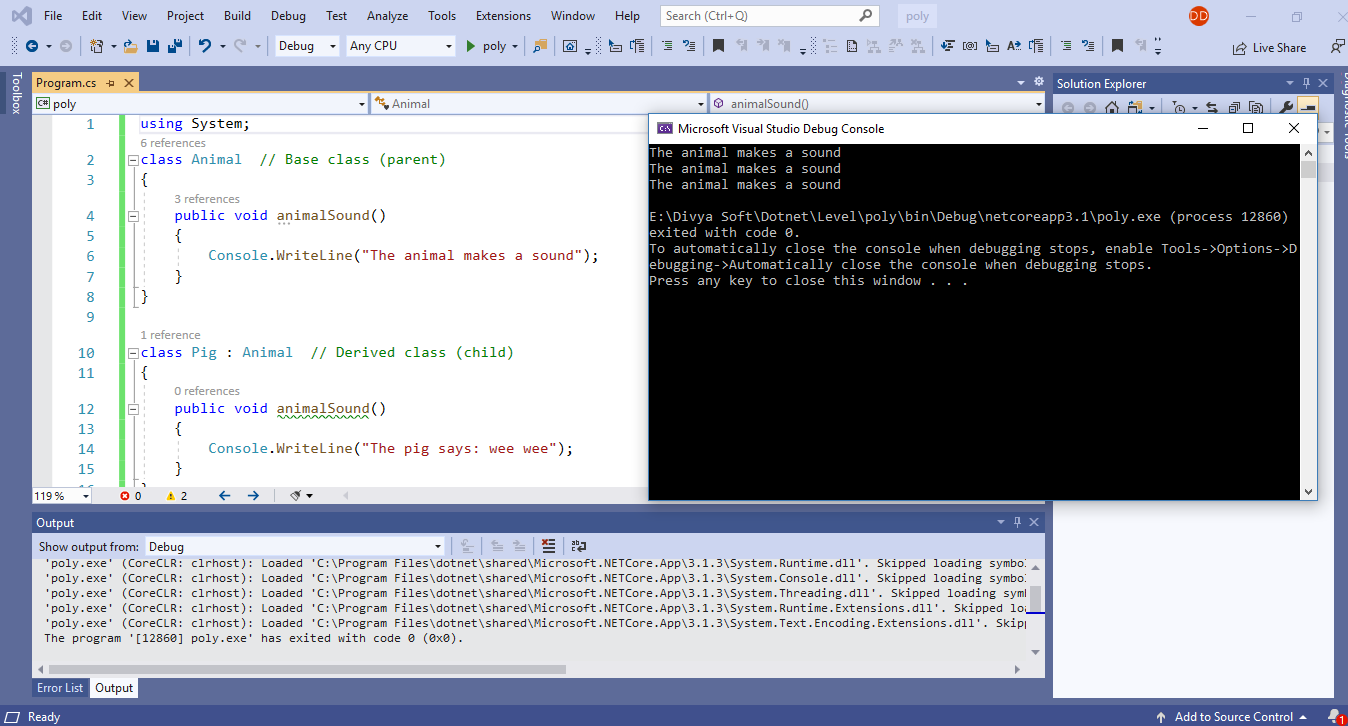 File Edit View Project Build Debug Test Analyze Tools Extensions Window Help Search (Ctrl+Q) poly DD
Debug Any CPU poly Live Share
Toolbox
Program.cs
poly Animal animalSound()
1 using System;
6 references
2 class Animal // Base class (parent)
3 {
3 references
4 public void animalSound()
5 {
6 Console.WriteLine("The animal makes a sound");
7 }
8 }
9
1 reference
10 class Pig : Animal // Derived class (child)
11 {
0 references
12 public void animalSound()
13 {
14 Console.WriteLine("The pig says: wee wee");
15 }
119 % 0 2
Microsoft Visual Studio Debug Console
The animal makes a sound
The animal makes a sound
The animal makes a sound
E:\Divya Soft\Dotnet\Level\poly\bin\Debug\netcoreapp3.1\poly.exe (process 12860)
exited with code 0.
To automatically close the console when debugging stops, enable Tools->Options->D
ebugging->Automatically close the console when debugging stops.
Press any key to close this window . . .
Solution Explorer
Output
Show output from: Debug
'poly.exe' (CoreCLR: clrhost): Loaded 'C:\Program Files\dotnet\shared\Microsoft.NETCore.App\3.1.3\System.Runtime.dll'. Skipped loading symbo
'poly.exe' (CoreCLR: clrhost): Loaded 'C:\Program Files\dotnet\shared\Microsoft.NETCore.App\3.1.3\System.Console.dll'. Skipped loading symbo
'poly.exe' (CoreCLR: clrhost): Loaded 'C:\Program Files\dotnet\shared\Microsoft.NETCore.App\3.1.3\System.Threading.dll'. Skipped loading sym
'poly.exe' (CoreCLR: clrhost): Loaded 'C:\Program Files\dotnet\shared\Microsoft.NETCore.App\3.1.3\System.Runtime.Extensions.dll'. Skipped lo
'poly.exe' (CoreCLR: clrhost): Loaded 'C:\Program Files\dotnet\shared\Microsoft.NETCore.App\3.1.3\System.Text.Encoding.Extensions.dll'. Skip
The program '[12860] poly.exe' has exited with code 0 (0x0).
Error List Output
Ready Add to Source Control 1